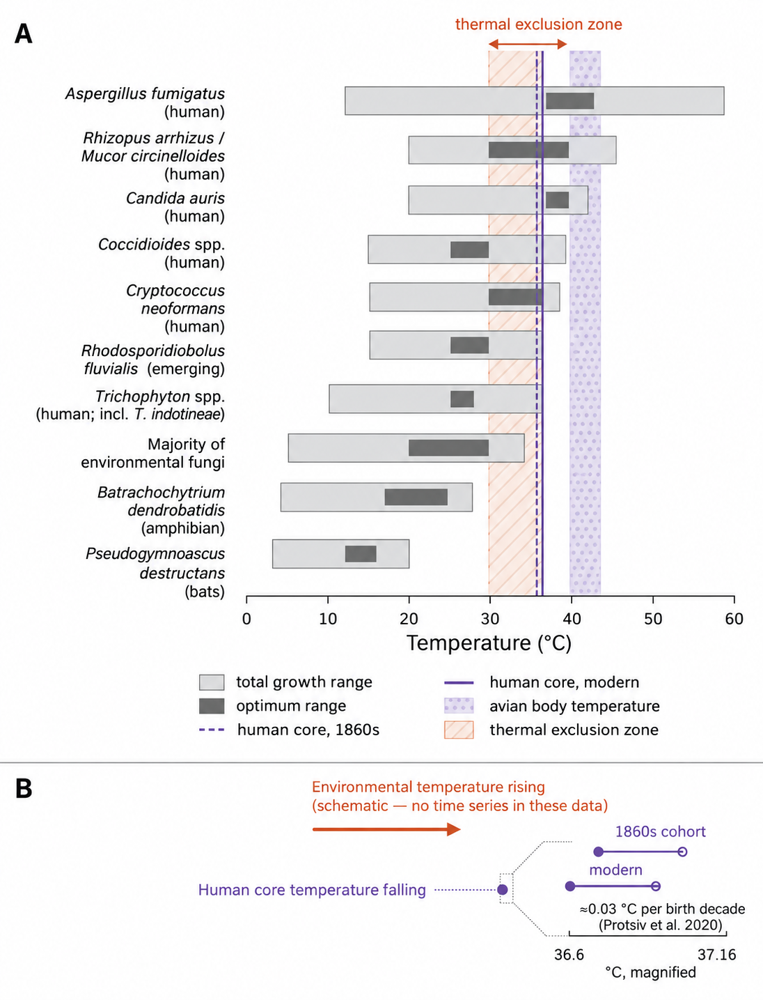 A
thermal exclusion zone
Aspergillus fumigatus
(human)
Rhizopus arrhizus /
Mucor circinelloides
(human)
Candida auris
(human)
Coccidioides spp.
(human)
Cryptococcus
neoformans
(human)
Rhodosporidiobolus
fluvialis (emerging)
Trichophyton spp.
(human; incl. T. indotineae)
Majority of
environmental fungi
Batrachochytrium
dendrobatidis
(amphibian)
Pseudogymnoascus
destructans
(bats)
0 10 20 30 40 50 60
Temperature (°C)
total growth range
optimum range
human core, 1860s
human core, modern
avian body temperature
thermal exclusion zone
B
Environmental temperature rising
(schematic — no time series in these data)
1860s cohort
modern
Human core temperature falling
≈0.03 °C per birth decade
(Protsiv et al. 2020)
36.6 37.16
°C, magnified